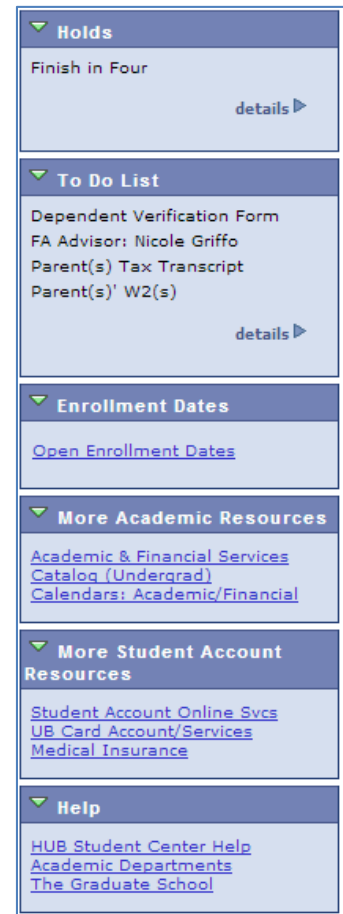 Holds
Finish in Four
details
To Do List
Dependent Verification Form
FA Advisor: Nicole Griffo
Parent(s) Tax Transcript
Parent(s)' W2(s)
details
Enrollment Dates
Open Enrollment Dates
More Academic Resources
Academic & Financial Services
Catalog (Undergrad)
Calendars: Academic/Financial
More Student Account
Resources
Student Account Online Svcs
UB Card Account/Services
Medical Insurance
Help
HUB Student Center Help
Academic Departments
The Graduate School